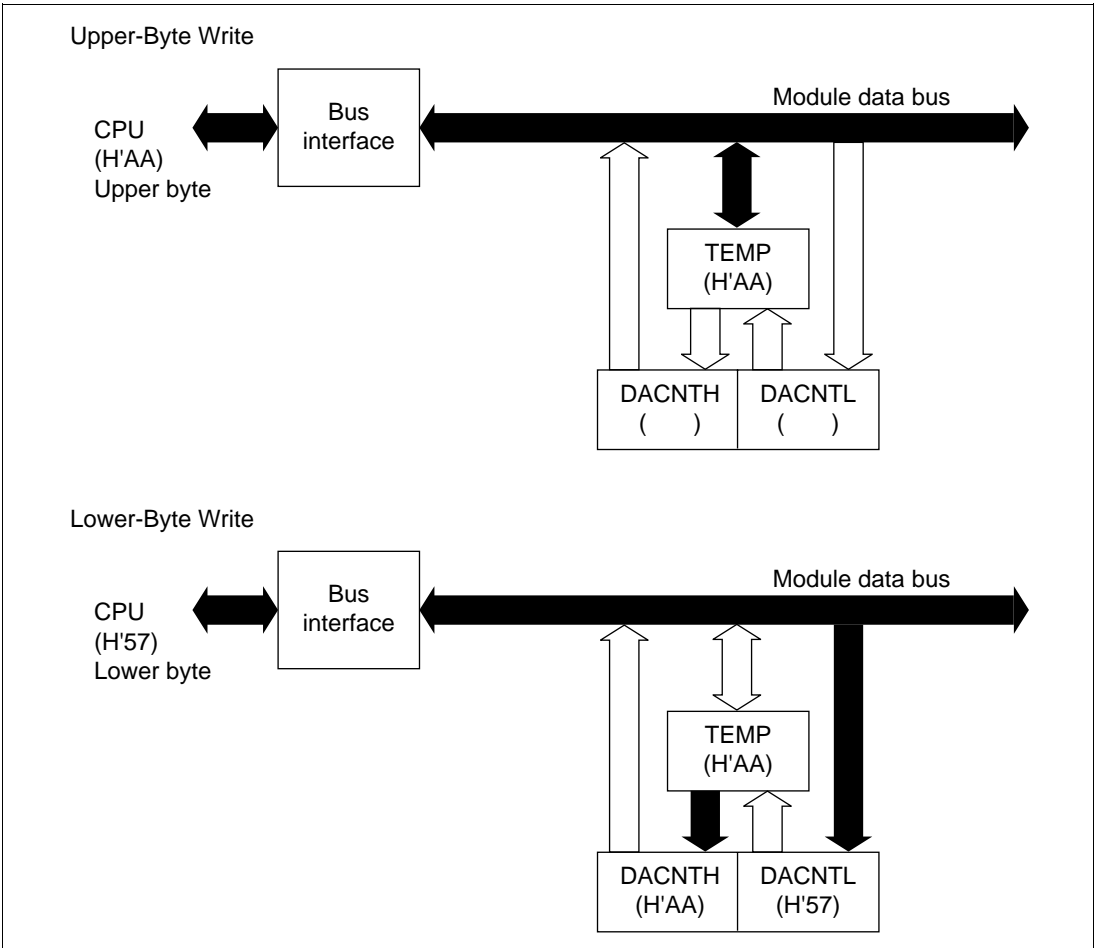 Upper-Byte Write
CPU
(H'AA)
Upper byte
Bus
interface
Module data bus
TEMP
(H'AA)
DACNTH
(    )
DACNTL
(    )
Lower-Byte Write
CPU
(H'57)
Lower byte
Bus
interface
Module data bus
TEMP
(H'AA)
DACNTH
(H'AA)
DACNTL
(H'57)